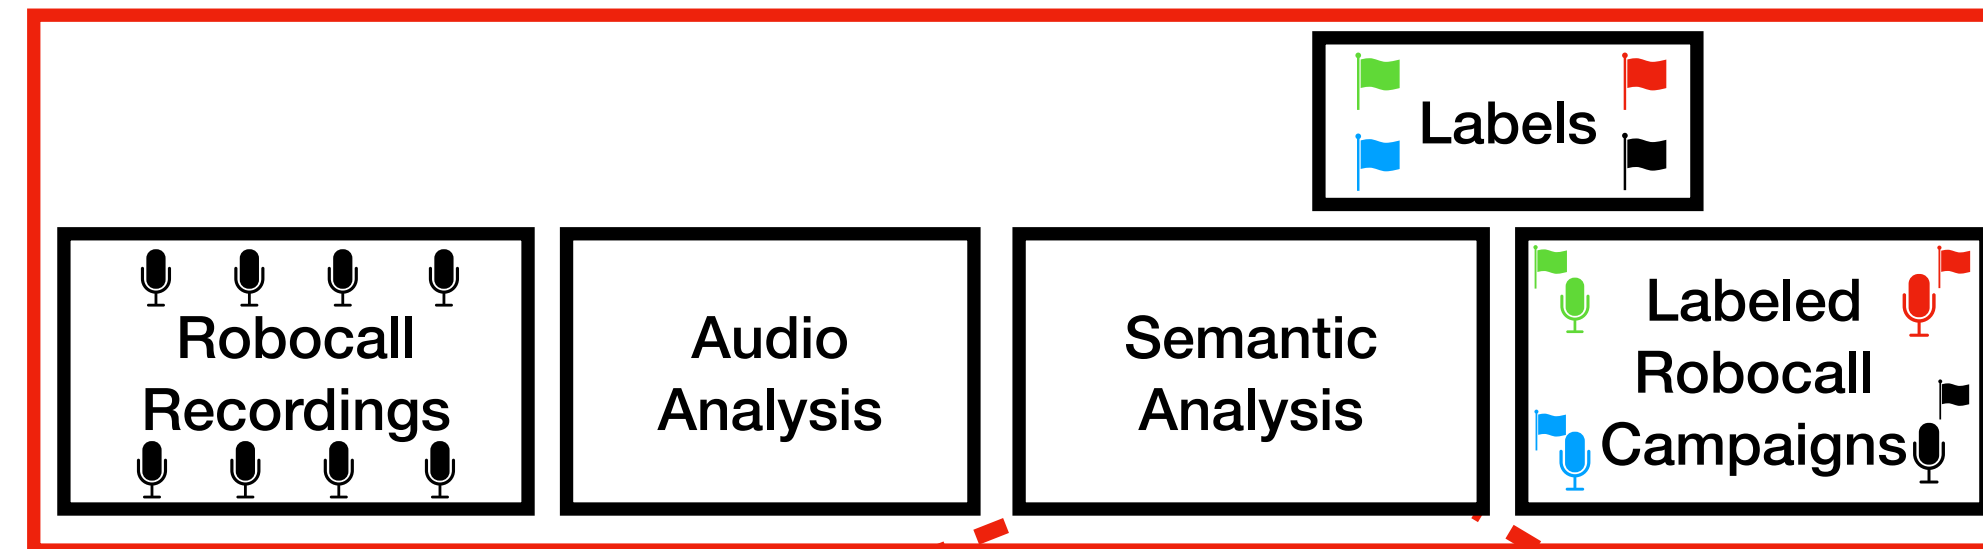 Labels
Robocall
Recordings
Audio
Analysis
Semantic
Analysis
Labeled
Robocall
Campaigns